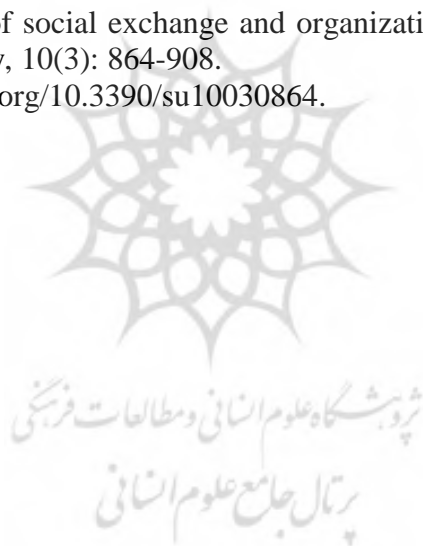 of social exchange and organizati
y, 10(3): 864-908.
org/10.3390/su10030864.
پژوهشگاه علوم انسانی و مطالعات فرهنگی
پرتال جامع علوم انسانی